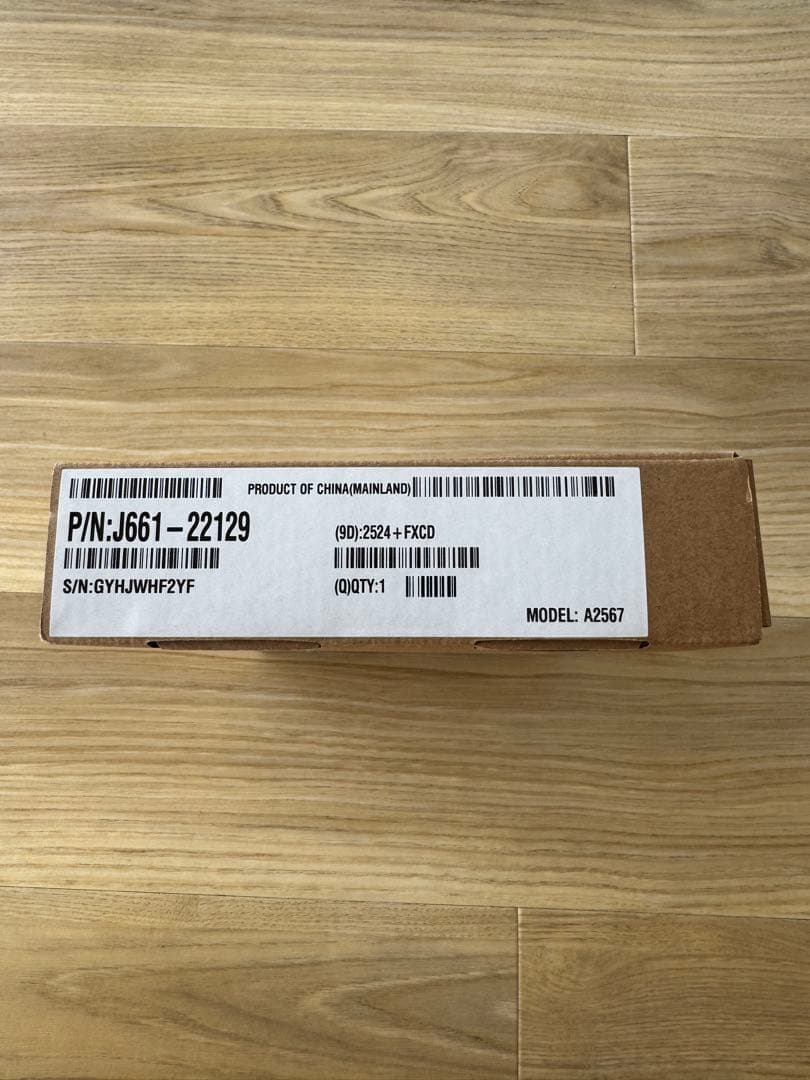 PRODUCT OF CHINA(MAINLAND)
P/N:J661-22129
(9D):2524+FXCD
S/N:GYHJWHF2YF
(Q)QTY:1
MODEL: A2567